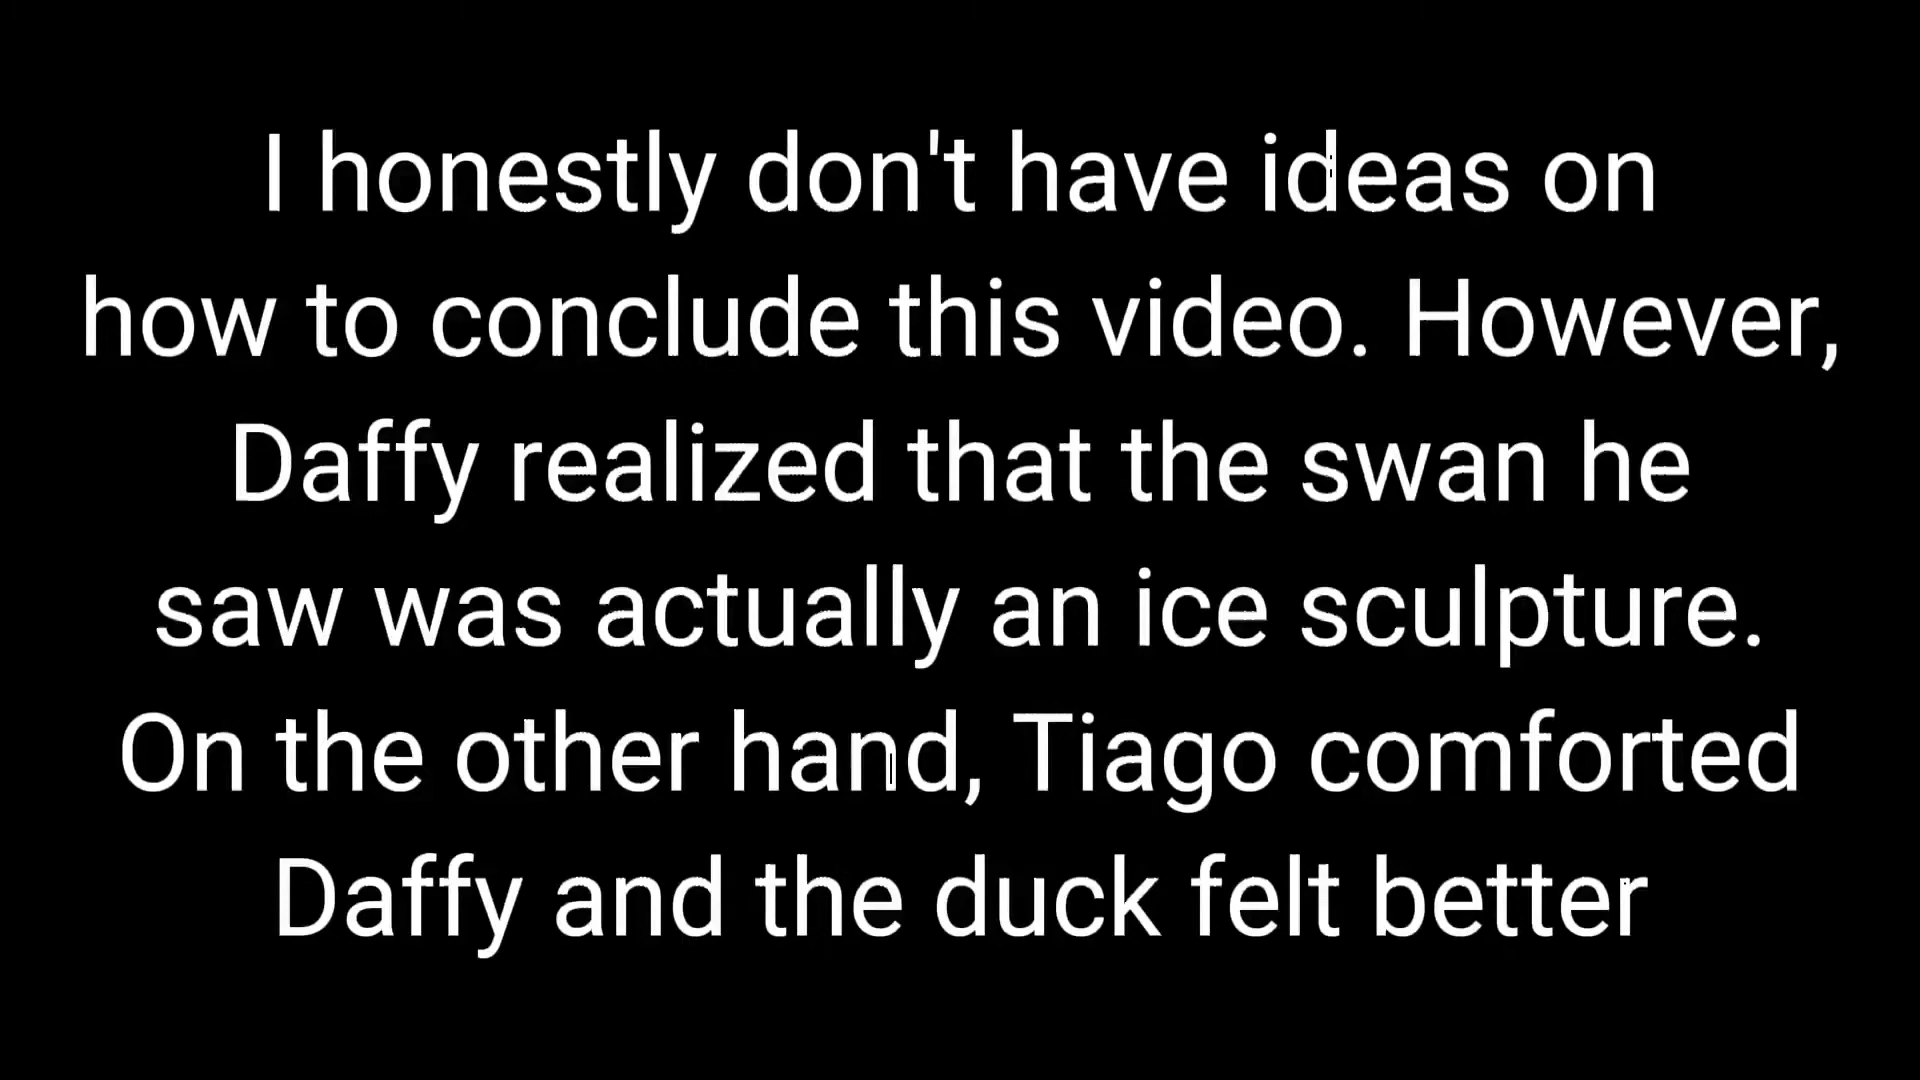 I honestly don't have ideas on
how to conclude this video. However,
Daffy realized that the swan he
saw was actually an ice sculpture.
On the other hand, Tiago comforted
Daffy and the duck felt better